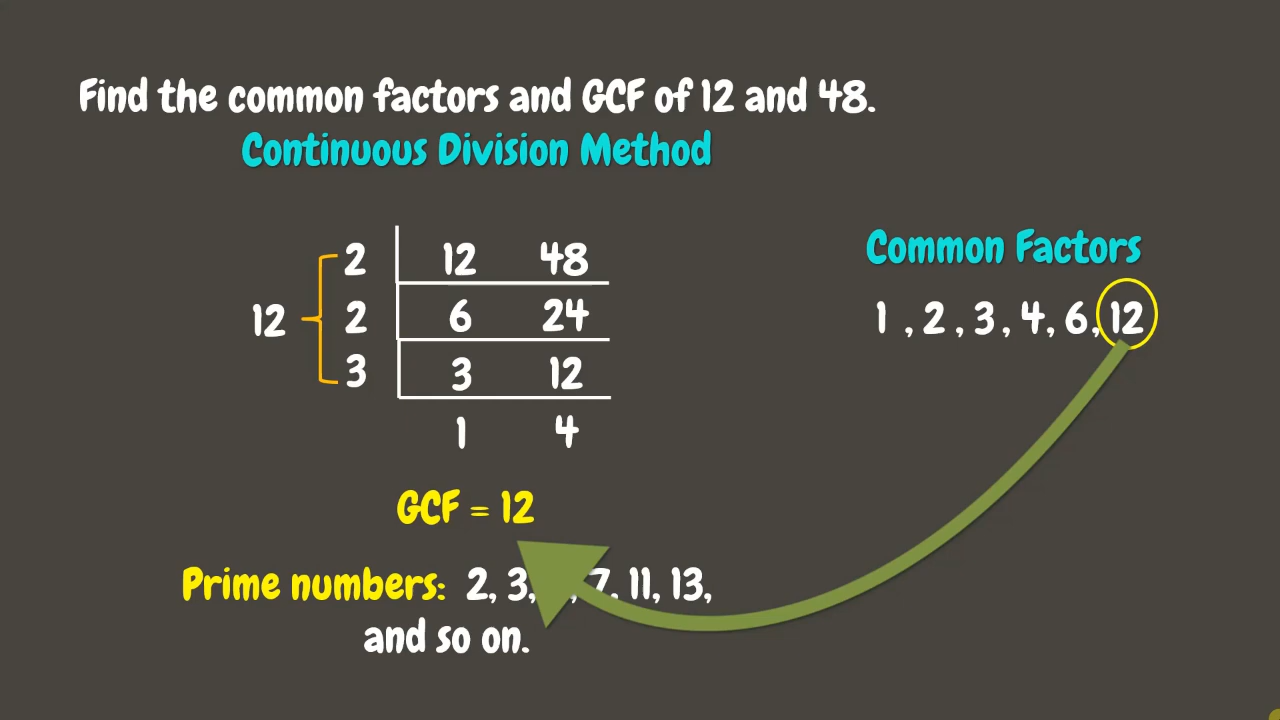 Find the common factors and GCF of 12 and 48.
Continuous Division Method
2 12 48
12 2 6 24
3 3 12
1 4
GCF = 12
Prime numbers: 2, 3, 7, 11, 13,
and so on.
Common Factors
1 , 2 , 3 , 4, 6, 12